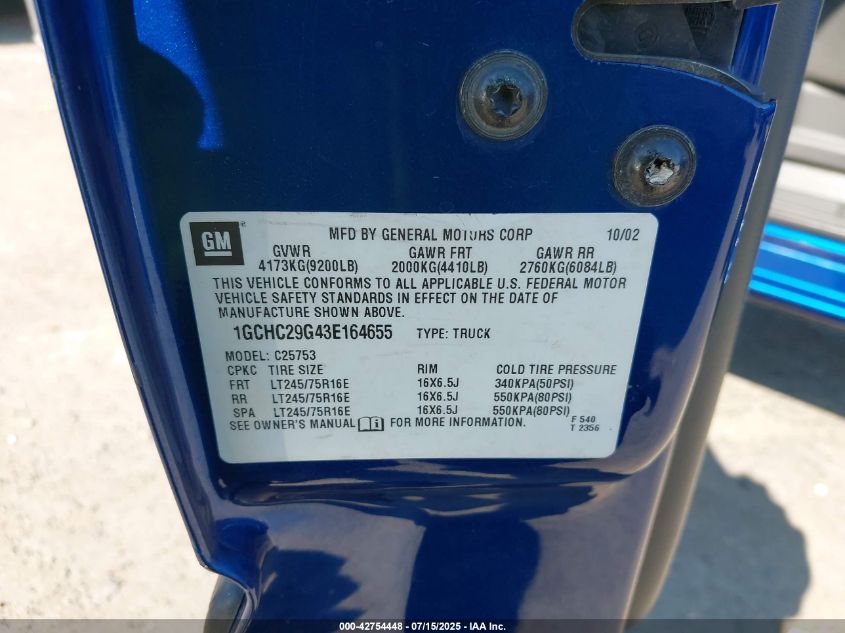 GM
MFD BY GENERAL MOTORS CORP 10/02
GVWR GAWR FRT GAWR RR
4173KG(9200LB) 2000KG(4410LB) 2760KG(6084LB)
THIS VEHICLE CONFORMS TO ALL APPLICABLE U.S. FEDERAL MOTOR
VEHICLE SAFETY STANDARDS IN EFFECT ON THE DATE OF
MANUFACTURE SHOWN ABOVE.
1GCHC29G43E164655 TYPE: TRUCK
MODEL: C25753
CPKC TIRE SIZE RIM COLD TIRE PRESSURE
FRT LT245/75R16E 16X6.5J 340KPA(50PSI)
RR LT245/75R16E 16X6.5J 550KPA(80PSI)
SPA LT245/75R16E 16X6.5J 550KPA(80PSI)
SEE OWNER'S MANUAL FOR MORE INFORMATION. F 540
T 2356
000-42754448 - 07/15/2025 - IAA Inc.